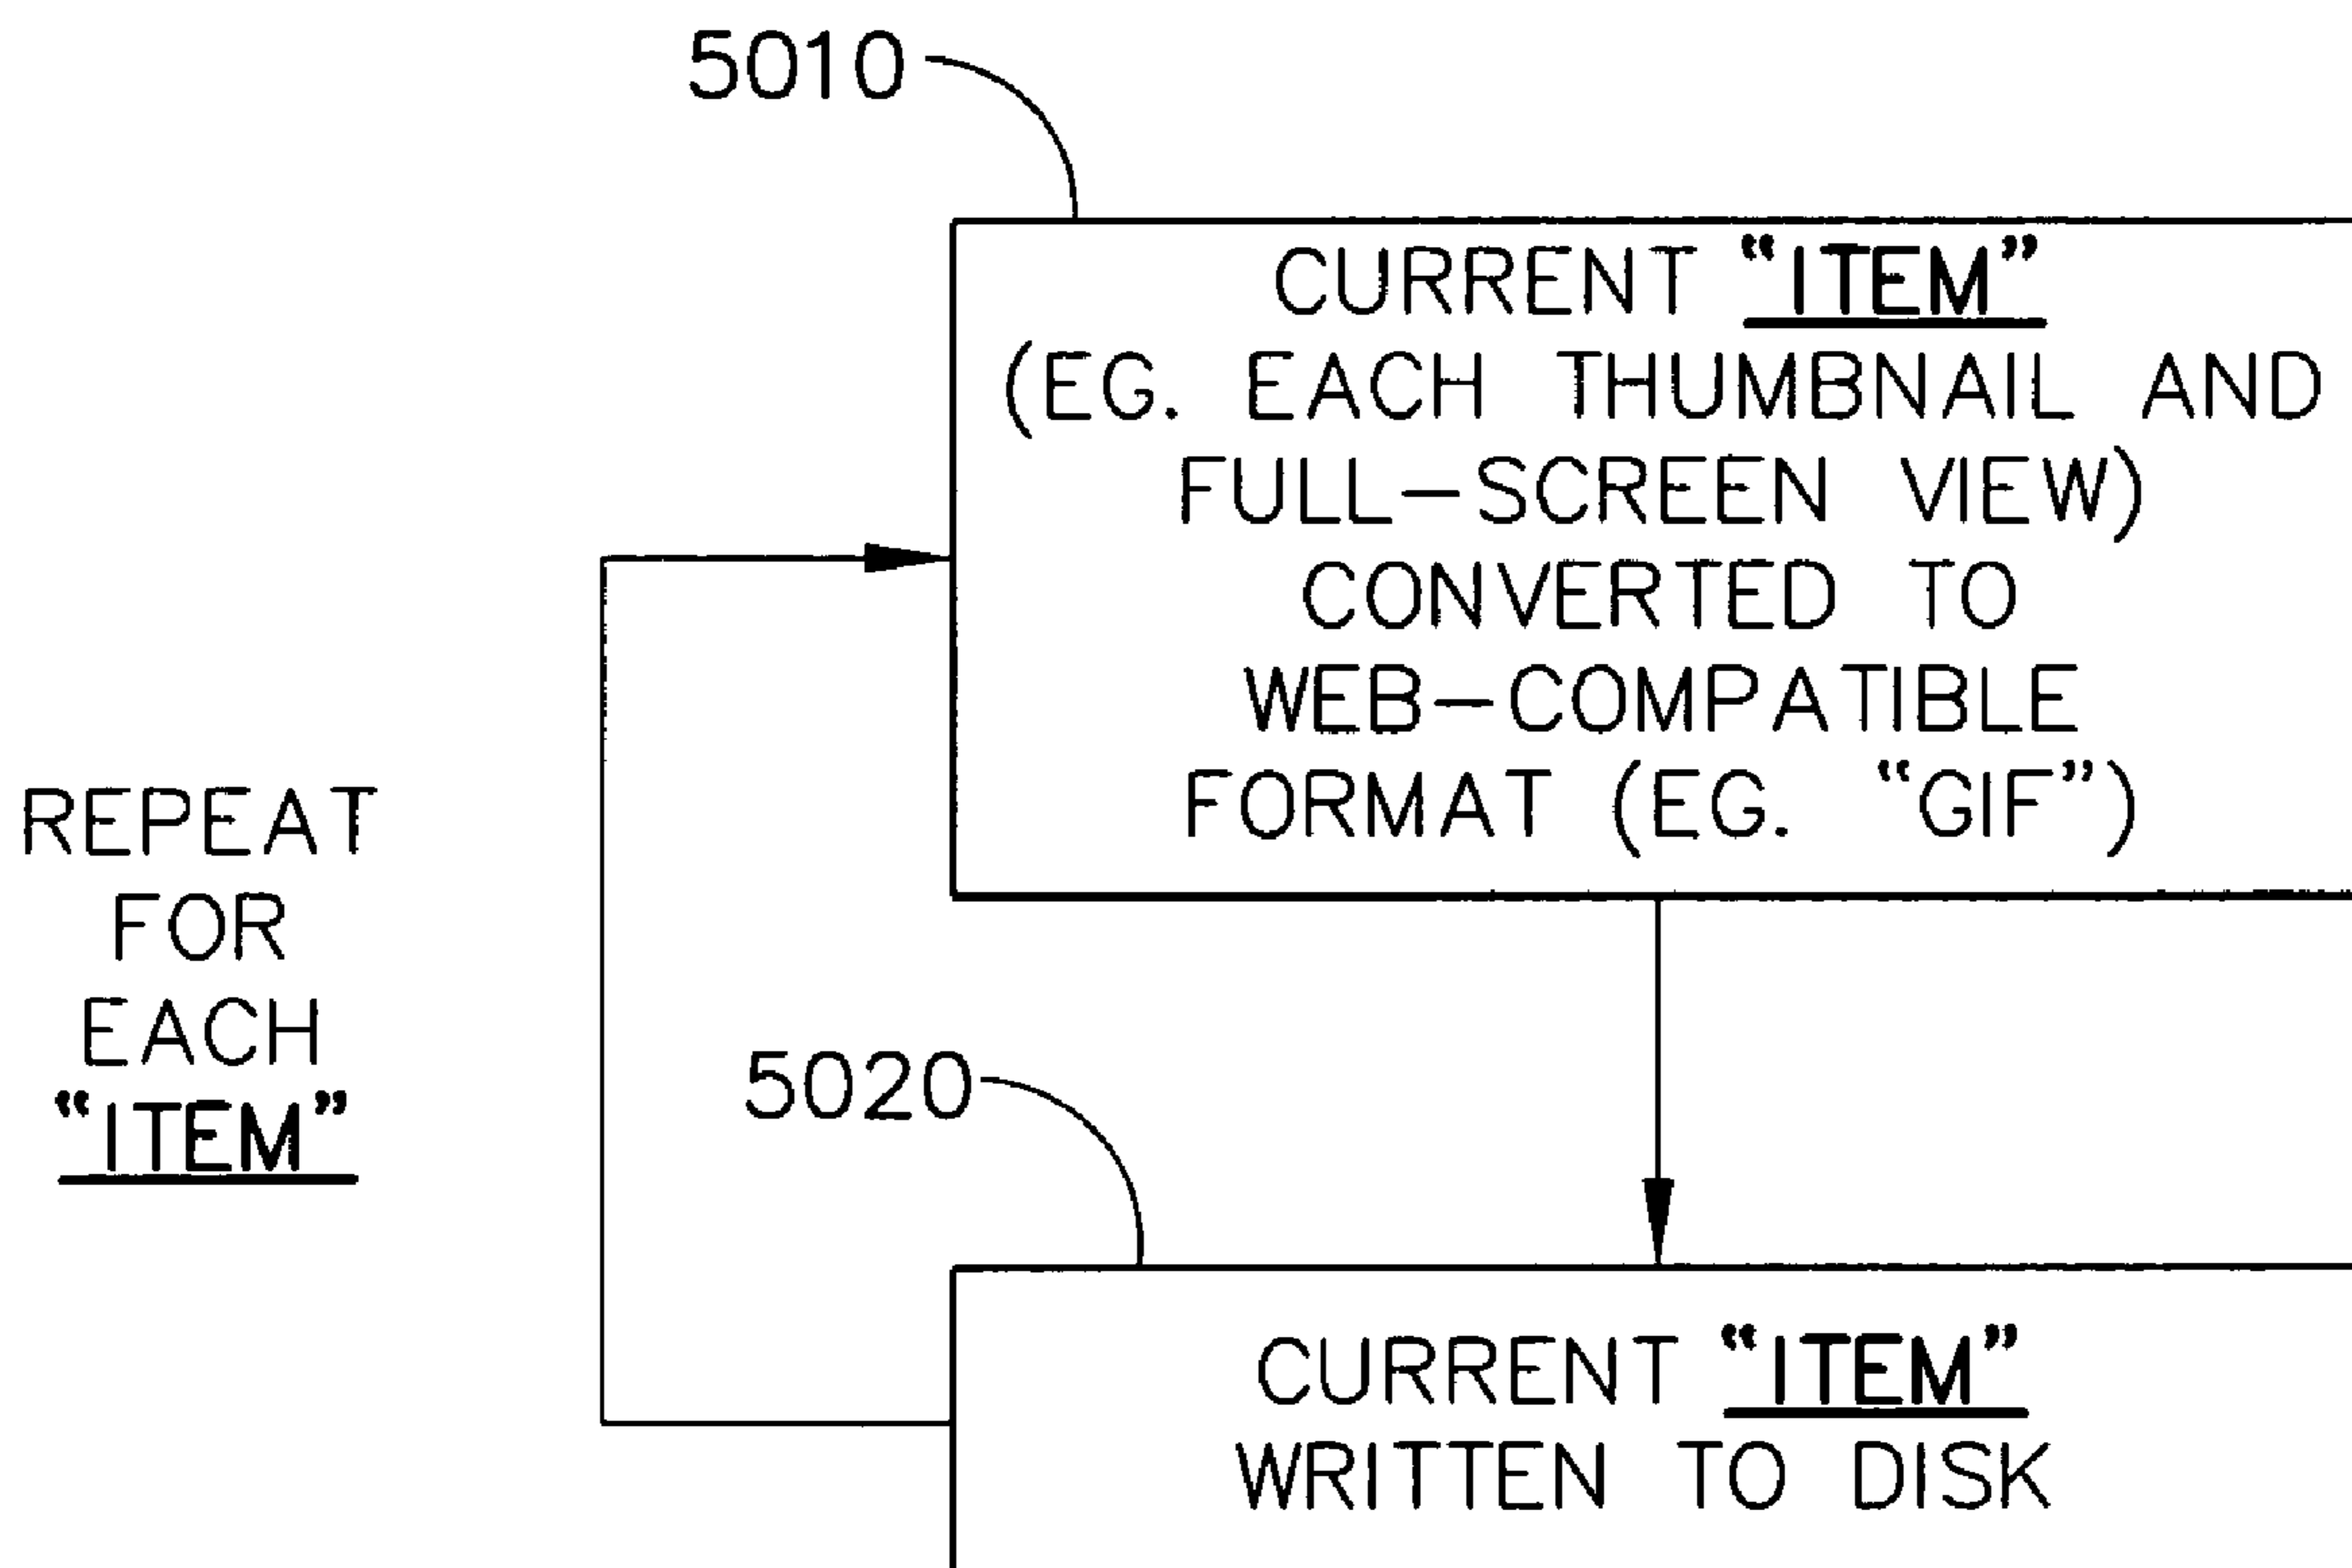 5010
CURRENT “ITEM”
(EG. EACH THUMBNAIL AND
FULL–SCREEN VIEW)
CONVERTED TO
WEB–COMPATIBLE
FORMAT (EG. “GIF”)
REPEAT
FOR
EACH
“ITEM”
5020
CURRENT “ITEM”
WRITTEN TO DISK